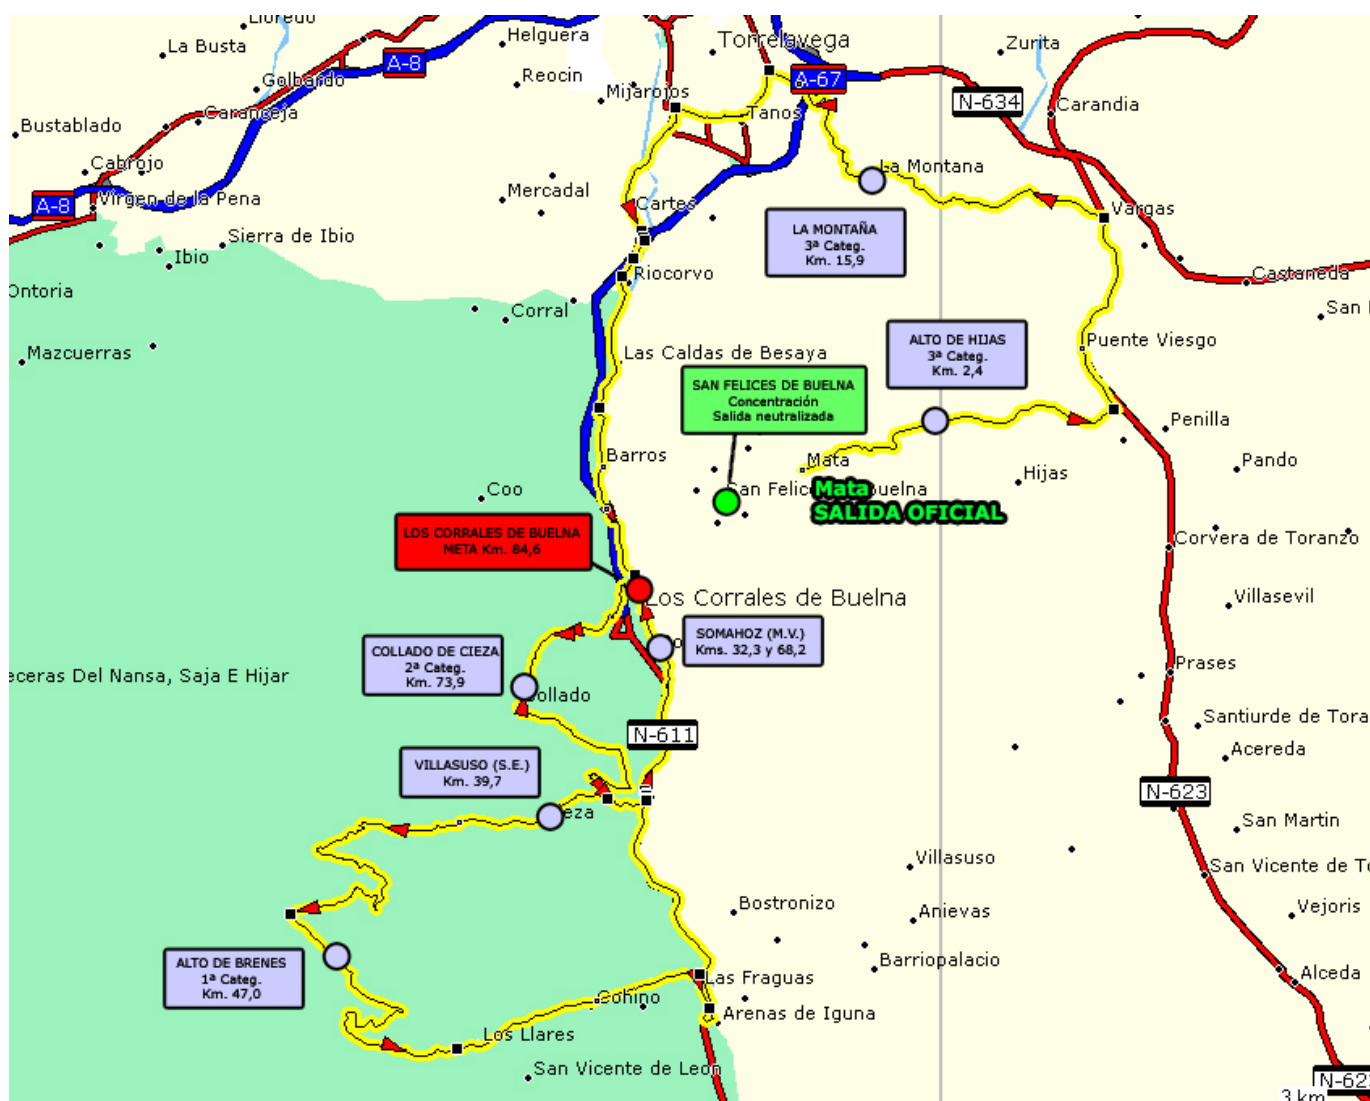 Lloredo
La Busta
Helguera
Torrelavega
Zurita
A-8
A-67
Golbardo
Reocin
Mijarojos
N-634
Carandia
Caranceja
Tanos
Bustablado
Cabrojo
La Montana
A-8
Virgen de la Pena
Mercadal
Cartes
Vargas
LA MONTAÑA
3ª Categ.
Km. 15,9
Sierra de Ibio
Ibio
Riocorvo
Castaneda
Ontoria
Corral
San
ALTO DE HIJAS
3ª Categ.
Km. 2,4
Puente Viesgo
Mazcuerras
Las Caldas de Besaya
SAN FELICES DE BUELNA
Concentración
Salida neutralizada
Penilla
Barros
Mata
Hijas
Pando
Coo
San Felic
uelna
Mata
SALIDA OFICIAL
LOS CORRALES DE BUELNA
META Km. 84,6
Corvera de Toranzo
Los Corrales de Buelna
Villasevil
SOMAHOZ (M.V.)
Kms. 32,3 y 68,2
COLLADO DE CIEZA
2ª Categ.
Km. 73,9
Prases
eceras Del Nansa, Saja E Hijar
ollado
Santiurde de Tora
N-611
Acereda
VILLASUSO (S.E.)
Km. 39,7
N-623
eza
San Martin
Villasuso
San Vicente de To
Bostronizo
Anievas
Vejoris
ALTO DE BRENES
1ª Categ.
Km. 47,0
Barriopalacio
Las Fraguas
Alceda
Cohino
Arenas de Iguna
Los Llares
San Vicente de Leon
N-62
3 km